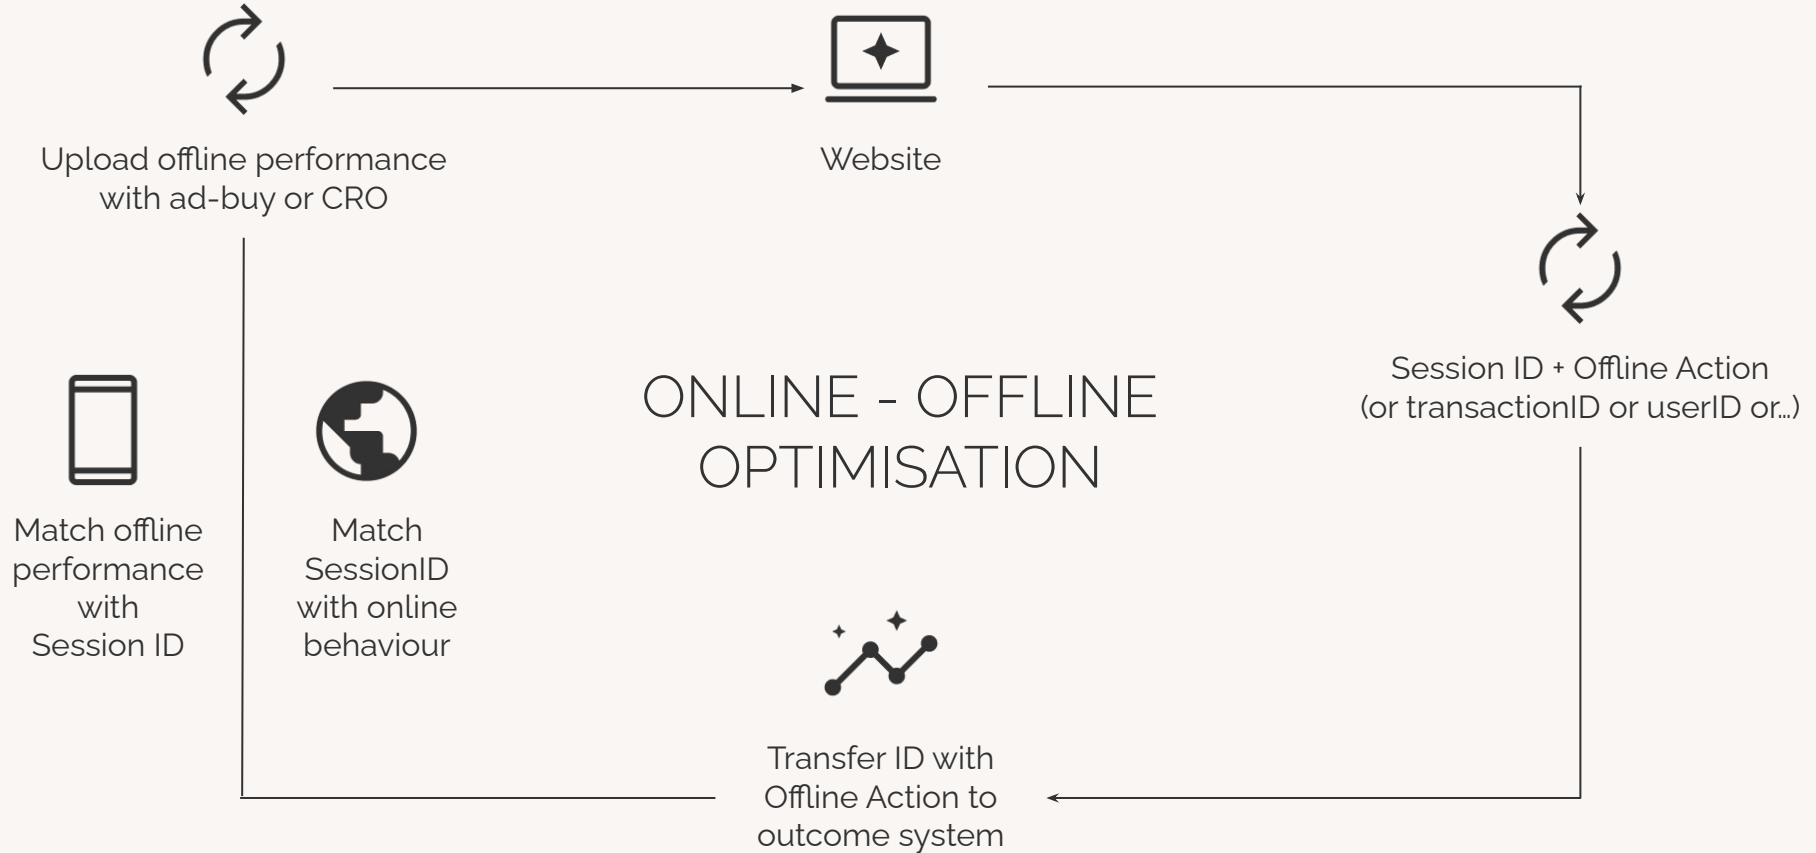 Upload offline performance
with ad-buy or CRO
Website
Session ID + Offline Action
(or transactionID or userID or...)
ONLINE - OFFLINE
OPTIMISATION
Match offline
performance
with
Session ID
Match
SessionID
with online
behaviour
Transfer ID with
Offline Action to
outcome system